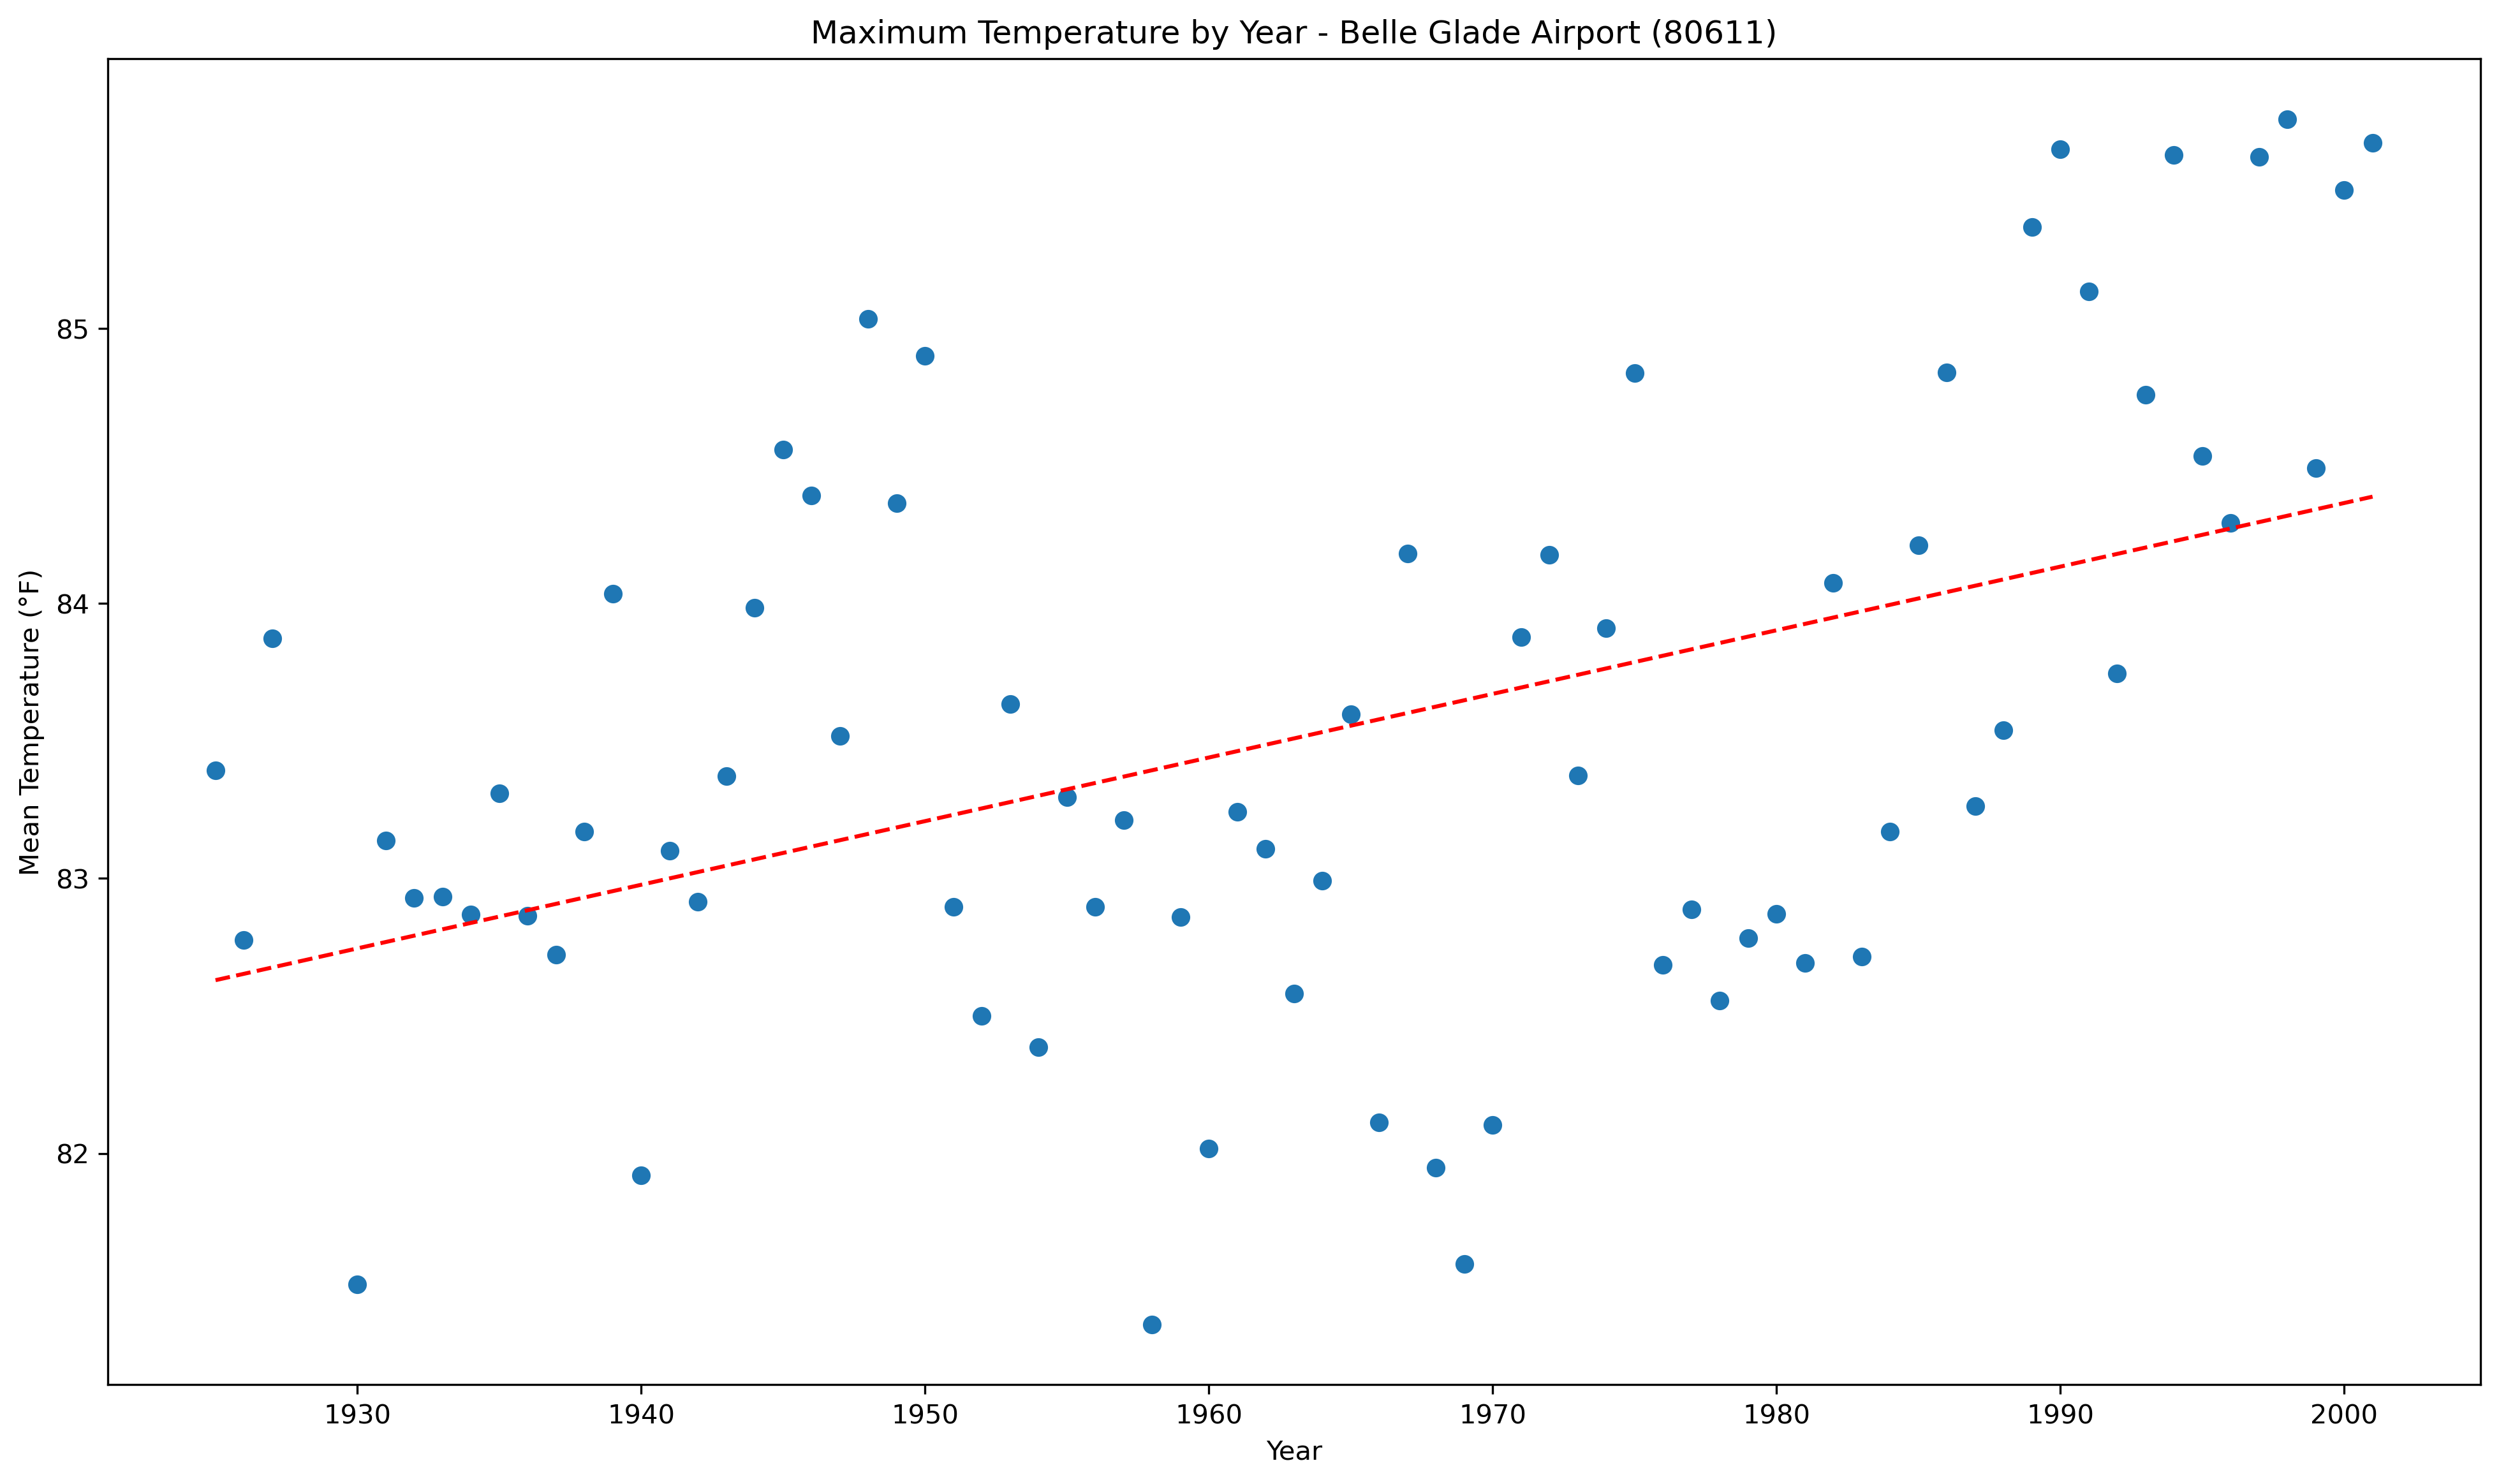 Maximum Temperature by Year - Belle Glade Airport (80611)
Mean Temperature (°F)
85
84
83
82
1930 1940 1950 1960 1970 1980 1990 2000
Year